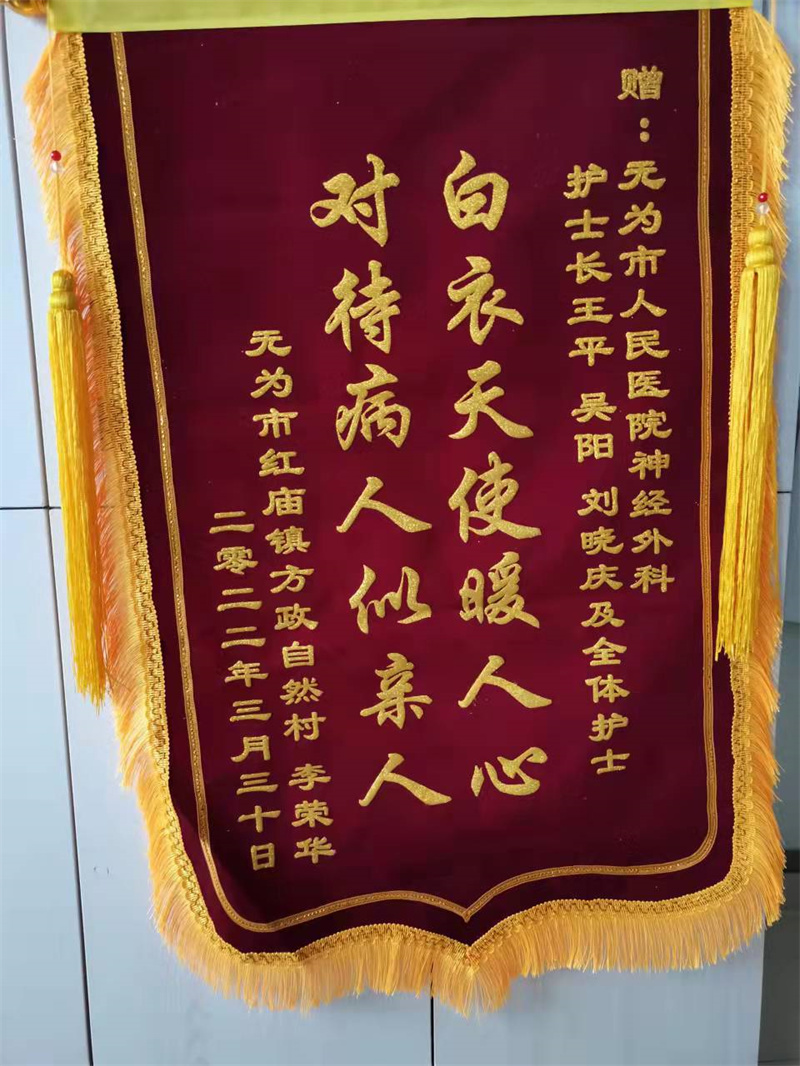 赠：无为市人民医院神经外科
护士长王平 吴阳 刘晓庆及全体护士
白衣天使暖人心
对待病人似亲人
无为市红庙镇方政自然村 李荣华
二零二二年三月三十日